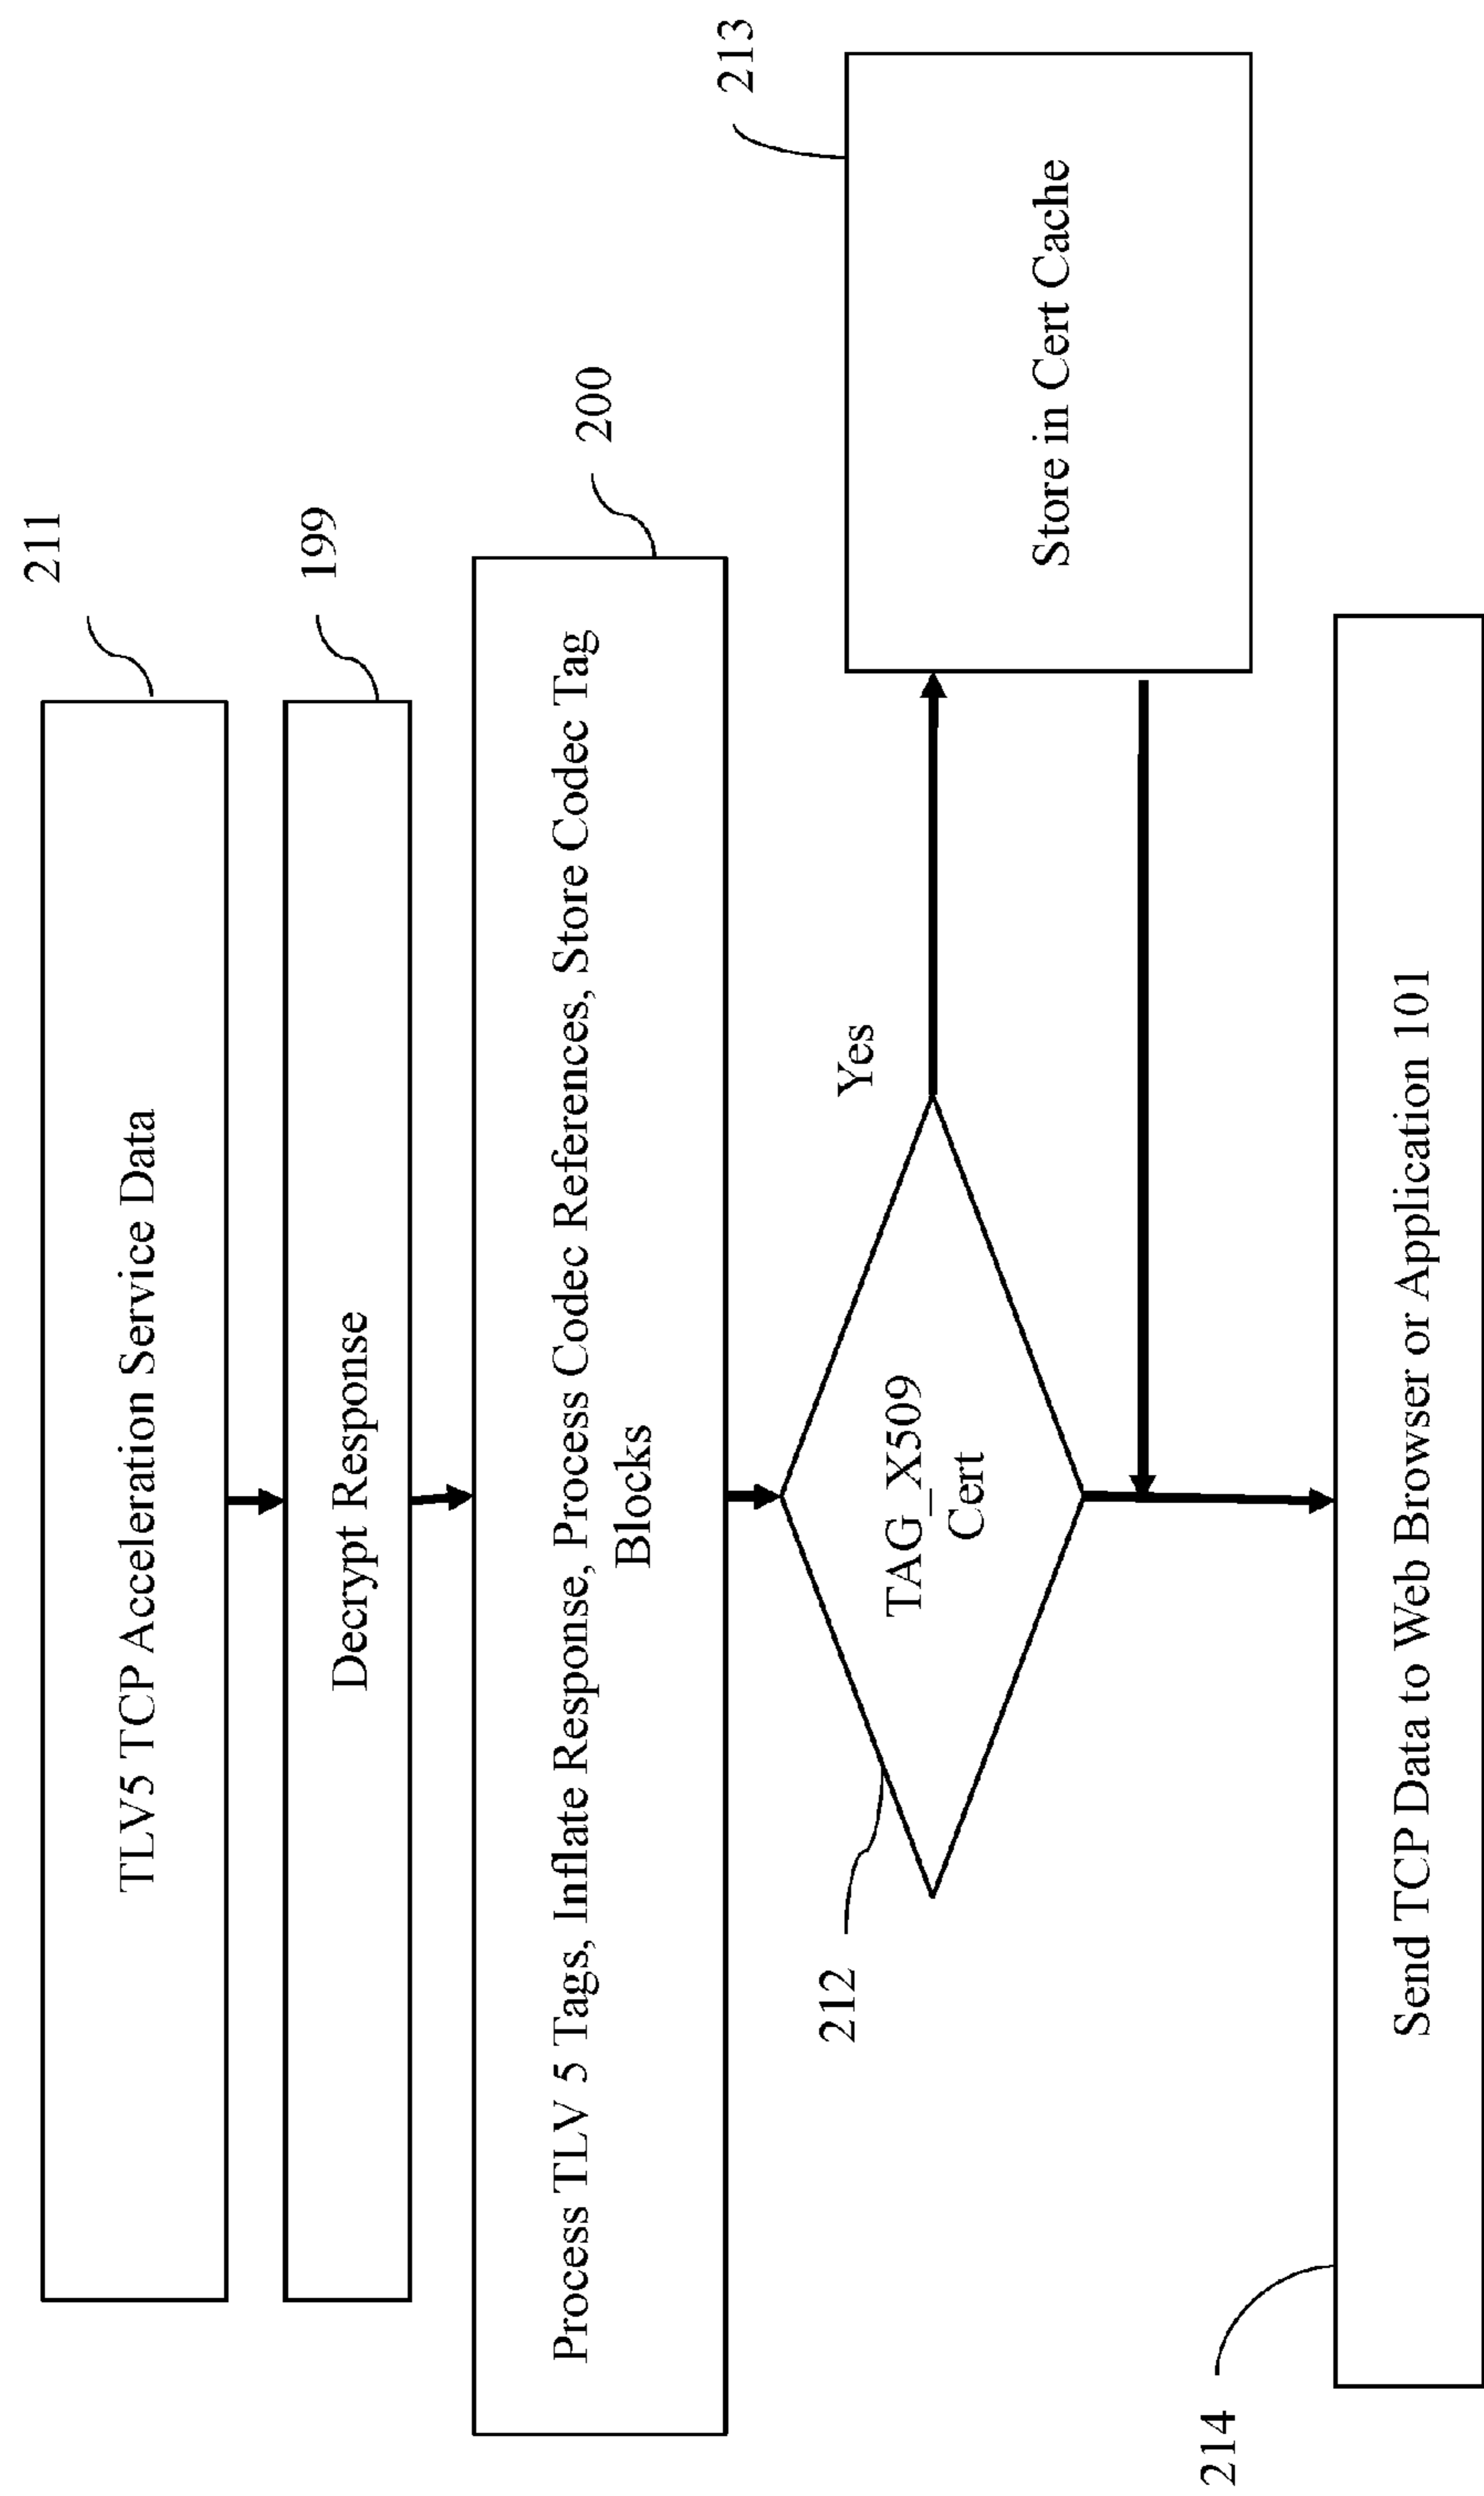 211
TLV5 TCP Acceleration Service Data
199
Decrypt Response
200
Process TLV 5 Tags, Inflate Response, Process Codec References, Store Codec Tag
Blocks
212
TAG_X509
Cert
Yes
213
Store in Cert Cache
214
Send TCP Data to Web Browser or Application 101